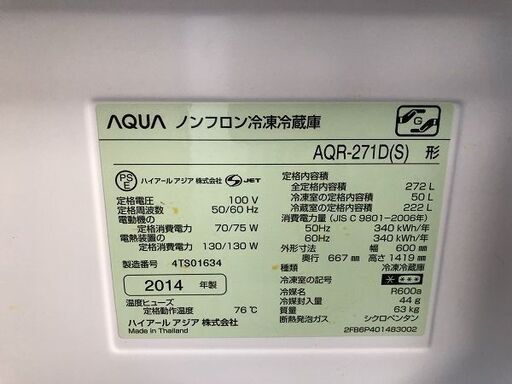 AQUA ノンフロン冷凍冷蔵庫
G
AQR-271D(S) 形
PS E ハイアール アジア 株式会社 JET
定格電圧 100 V
定格周波数 50/60 Hz
電動機の
定格消費電力 70/75 W
電熱装置の
定格消費電力 130/130 W
製造番号 4TS01634
2014 年製
温度ヒューズ
定格動作温度 76℃
ハイアール アジア 株式会社
Made in Thailand
定格内容積
全定格内容積 272 L
冷凍室の定格内容積 50 L
冷蔵室の定格内容積 222 L
消費電力量 (JIS C 9801-2006年)
50Hz 340 kWh/年
60Hz 340 kWh/年
外形寸法 幅 600 mm
奥行 667 mm 高さ 1419 mm
種類 冷凍冷蔵庫
冷凍室の記号
冷媒名 R600a
冷媒封入量 44 g
質量 63 kg
断熱発泡ガス シクロペンタン
2FB6P401483002